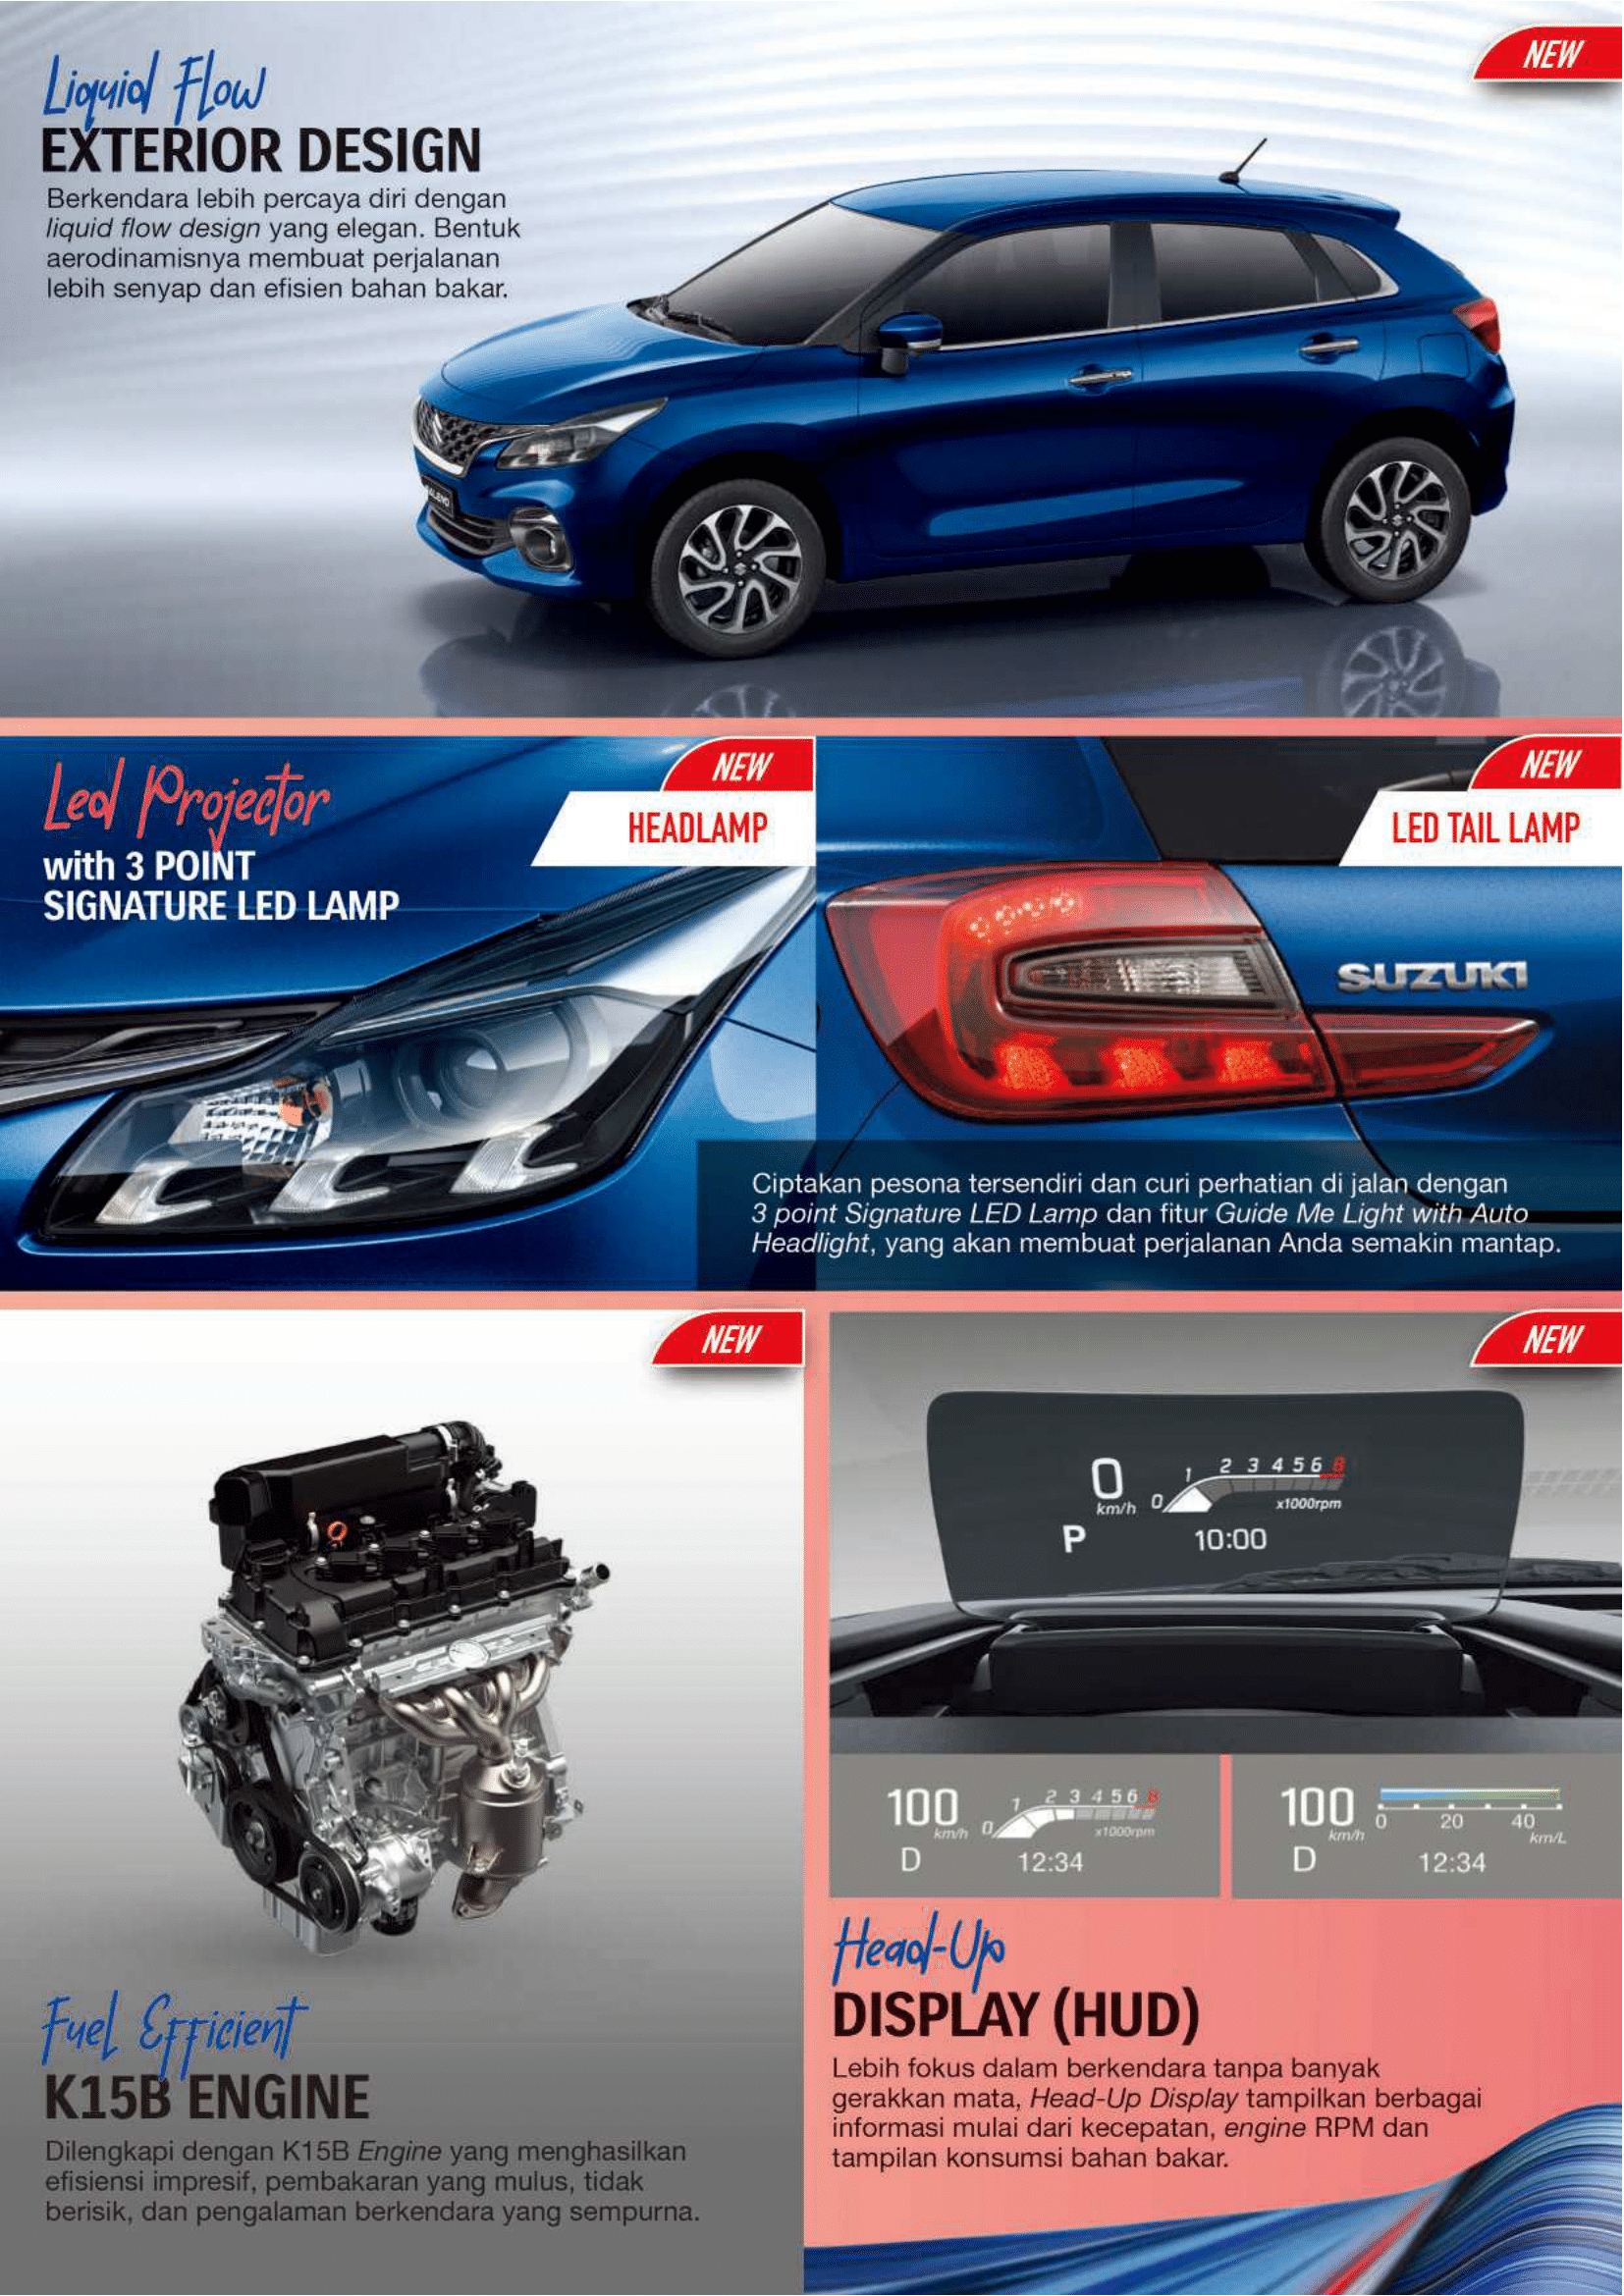 NEW
Liquid Flow
EXTERIOR DESIGN
Berkendara lebih percaya diri dengan
liquid flow design yang elegan. Bentuk
aerodinamisnya membuat perjalanan
lebih senyap dan efisien bahan bakar.
BALENO
Led Projector
with 3 POINT
SIGNATURE LED LAMP
NEW
HEADLAMP
NEW
LED TAIL LAMP
SUZUKI
Ciptakan pesona tersendiri dan curi perhatian di jalan dengan
3 point Signature LED Lamp dan fitur Guide Me Light with Auto
Headlight, yang akan membuat perjalanan Anda semakin mantap.
NEW
Fuel Efficient
K15B ENGINE
Dilengkapi dengan K15B Engine yang menghasilkan
efisiensi impresif, pembakaran yang mulus, tidak
berisik, dan pengalaman berkendara yang sempurna.
NEW
0 km/h 0 1 2 3 4 5 6 8 x1000rpm
P 10:00
100 km/h 0 1 2 3 4 5 6 8 x1000rpm
D 12:34
100 km/h 0 20 40 km/L
D 12:34
Head-Up
DISPLAY (HUD)
Lebih fokus dalam berkendara tanpa banyak
gerakkan mata, Head-Up Display tampilkan berbagai
informasi mulai dari kecepatan, engine RPM dan
tampilan konsumsi bahan bakar.